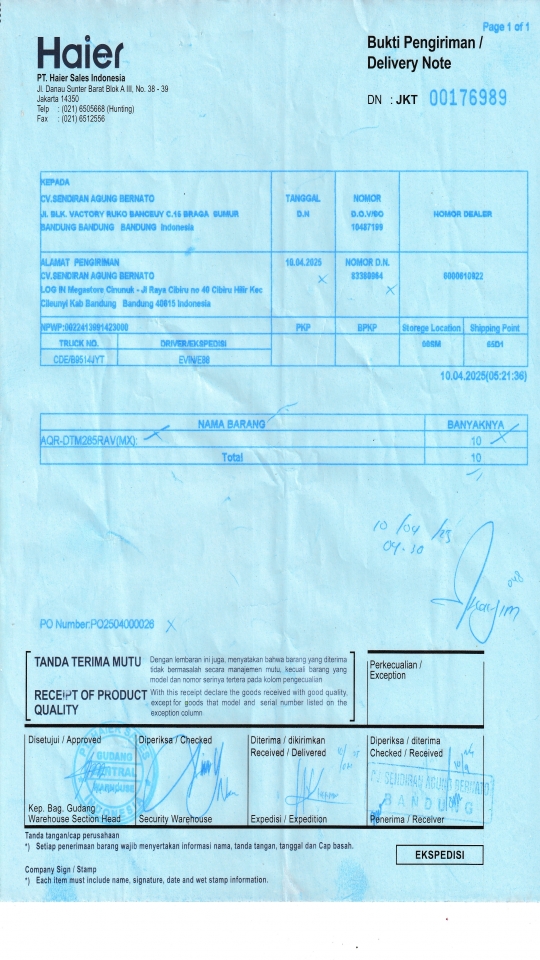 Page 1 of 1
Haier
PT. Haier Sales Indonesia
Jl. Danau Sunter Barat Blok A III, No. 38 - 39
Jakarta 14350
Telp : (021) 6505668 (Hunting)
Fax : (021) 6512556
Bukti Pengiriman /
Delivery Note
DN : JKT 00176989
KEPADA
CV.SENDIRAN AGUNG BERNATO
JL BLK. VACTORY RUKO BANCEUY C.15 BRAGA SUMUR
BANDUNG BANDUNG BANDUNG Indonesia
TANGGAL
D.N
NOMOR
D.O.V/DO
10487199
NOMOR DEALER
ALAMAT PENGIRIMAN
CV.SENDIRAN AGUNG BERNATO
LOG IN Megastore Cinunuk - Jl Raya Cibiru no 40 Cibiru Hilir Kec
Cileunyi Kab Bandung Bandung 40615 Indonesia
10.04.2025
NOMOR D.N.
83389064
0000610922
NPWP:0022413991423000
PKP
BPKP
Storege Location
Shipping Point
TRUCK NO.
DRIVER/EKSPEDISI
00SM
65D1
CDE/B9514JYT
EVIN/E88
10.04.2025(05:21:36)
NAMA BARANG
BANYAKNYA
AQR-DTM265RAV(MX):
10
Total
10
10/04/25
04.30
PO Number:PO2504000026
TANDA TERIMA MUTU
Dengan lembaran ini juga, menyatakan bahwa barang yang diterima
tidak bermasalah secara manajemen mutu, kecuali barang yang
model dan nomor serinya tertera pada kolom pengecualian
RECEIPT OF PRODUCT
QUALITY
With this receipt declare the goods received with good quality,
except for goods that model and serial number listed on the
exception column.
Perkecualian /
Exception
Disetujui / Approved
Diperiksa / Checked
Diterima / dikirimkan
Received / Delivered
Diperiksa / diterima
Checked / Received
GUDANG
SENTRAL
WAREHOUSE
CV. SENDIRAN AGUNG BERNATO
BANDUNG
Kep. Bag. Gudang
Warehouse Section Head
Security Warehouse
Expedisi / Expedition
Penerima / Receiver
Tanda tangan/cap perusahaan
*) Setiap penerimaan barang wajib menyertakan informasi nama, tanda tangan, tanggal dan Cap basah.
EKSPEDISI
Company Sign / Stamp
*) Each item must include name, signature, date and wet stamp information.